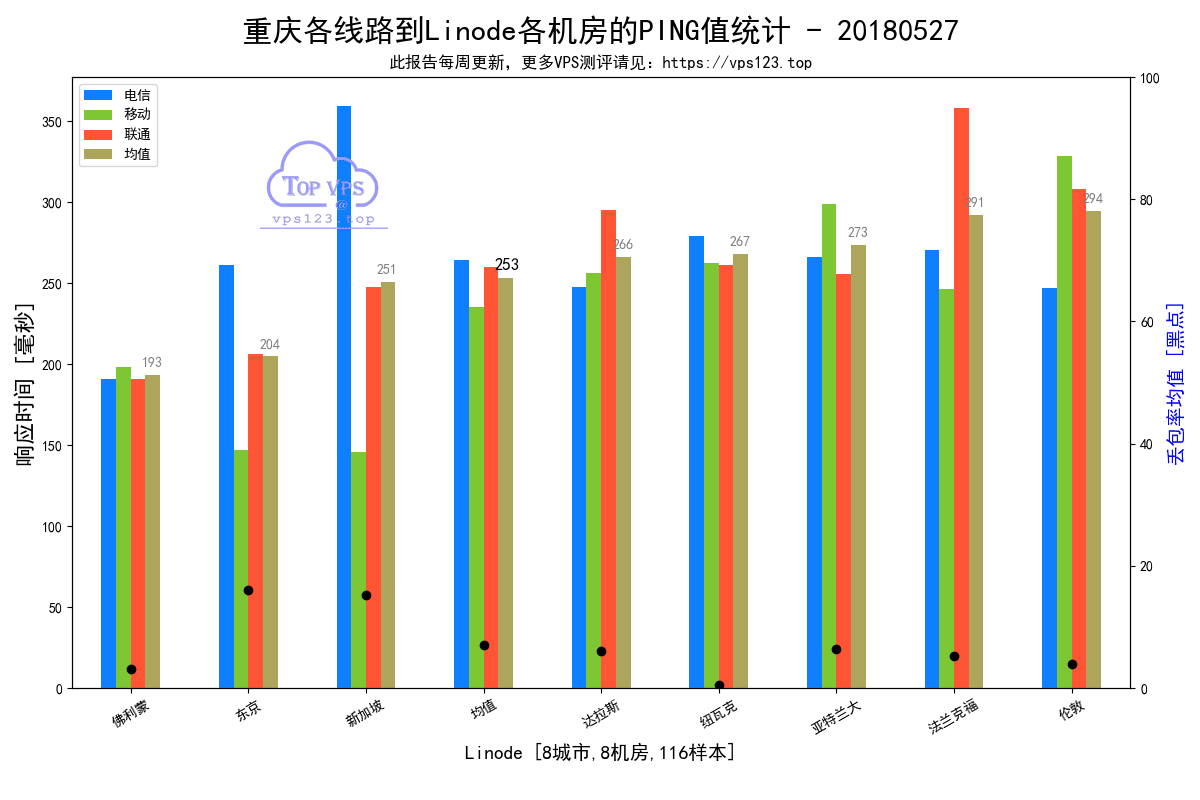 重庆各线路到Linode各机房的PING值统计 - 20180527
此报告每周更新，更多VPS测评请见：https://vps123.top
电信
移动
联通
均值
TOP VPS
@
vps123.top
响应时间 [毫秒]
350
300
250
200
150
100
50
0
193
204
251
253
266
267
273
291
294
100
80
60
40
20
0
丢包率均值 [黑点]
佛利蒙
东京
新加坡
均值
达拉斯
纽瓦克
亚特兰大
法兰克福
伦敦
Linode [8城市,8机房,116样本]